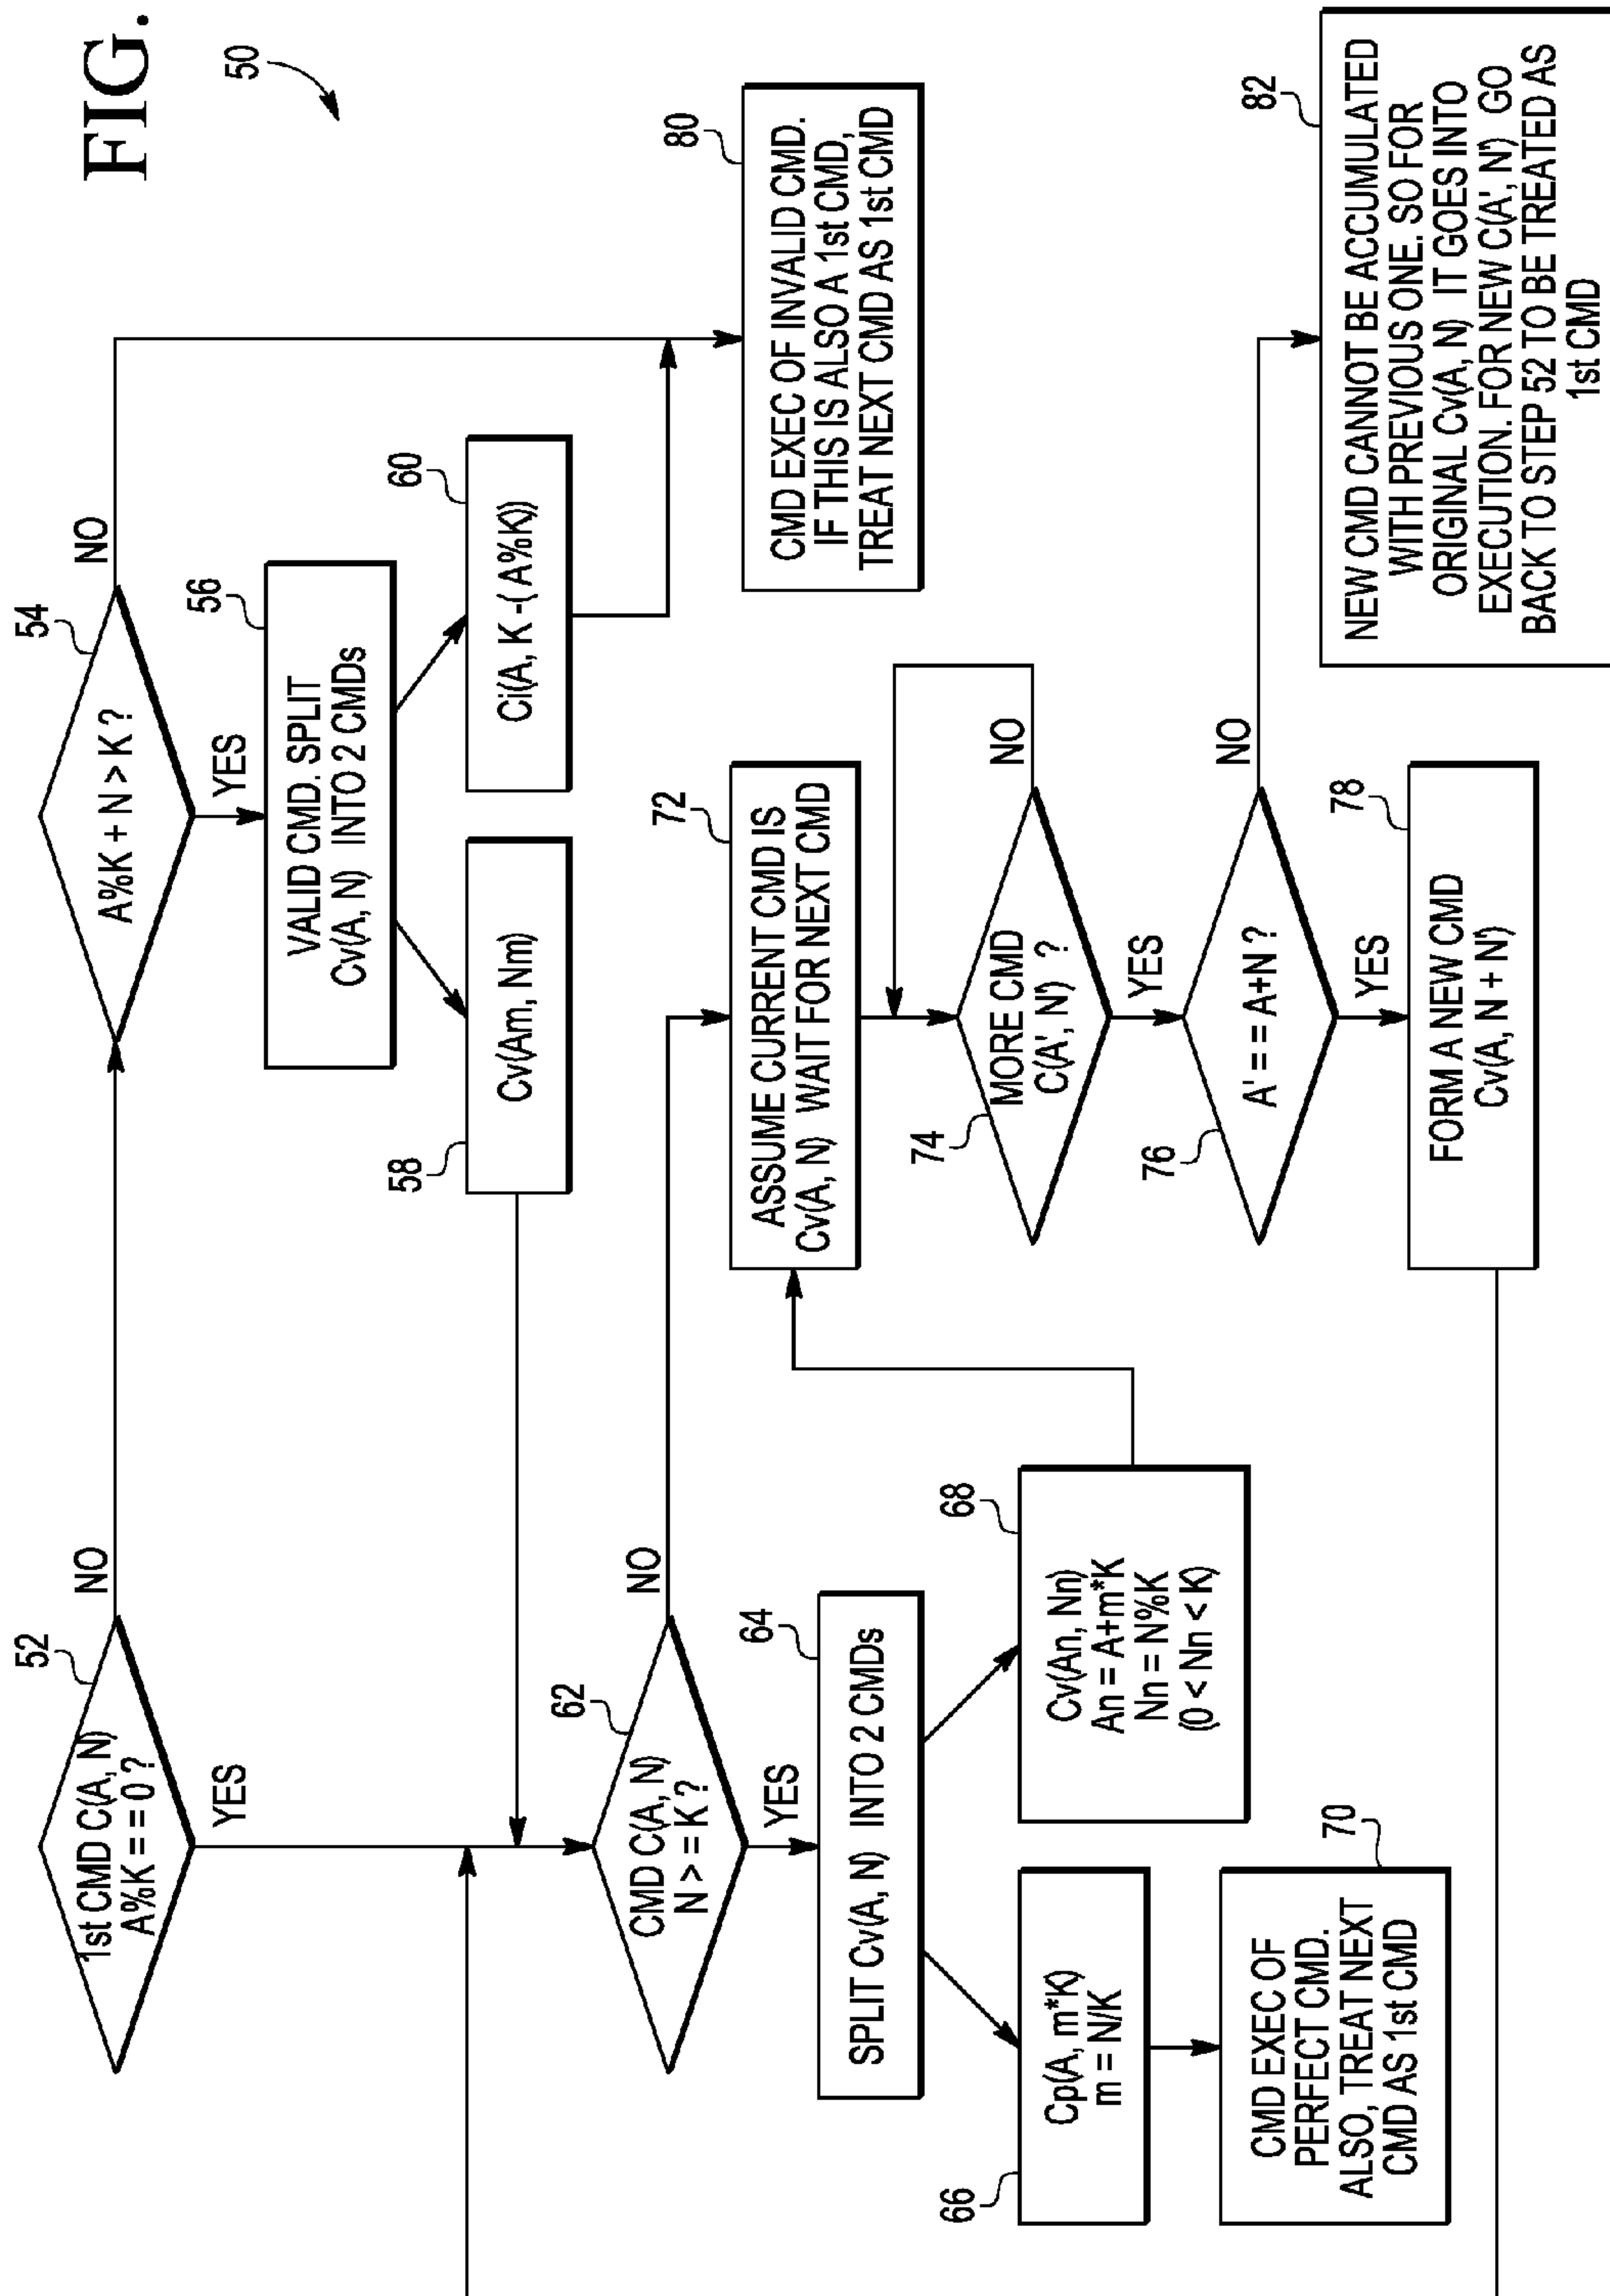 FIG.
50
52
1st CMD C(A, N)
A%K = = 0 ?
NO
YES
54
A%K + N > K ?
NO
YES
56
VALID CMD. SPLIT
Cv(A, N) INTO 2 CMDs
58
Cv(Am, Nm)
60
Ci(A, K -( A%K))
80
CMD EXEC OF INVALID CMD.
IF THIS IS ALSO A 1st CMD,
TREAT NEXT CMD AS 1st CMD
62
CMD C(A, N)
N > = K ?
NO
YES
64
SPLIT Cv(A, N) INTO 2 CMDs
66
Cp(A, m*K)
m = N/K
68
Cv(An, Nn)
An = A+m*K
Nn = N%K
(0 < Nn < K)
70
CMD EXEC OF
PERFECT CMD.
ALSO, TREAT NEXT
CMD AS 1st CMD
72
ASSUME CURRENT CMD IS
Cv(A, N) WAIT FOR NEXT CMD
74
MORE CMD
C(A', N') ?
NO
YES
76
A' = = A+N ?
NO
YES
78
FORM A NEW CMD
Cv(A, N + N')
82
NEW CMD CANNOT BE ACCUMULATED
WITH PREVIOUS ONE. SO FOR
ORIGINAL Cv(A, N) IT GOES INTO
EXECUTION. FOR NEW C(A', N') GO
BACK TO STEP 52 TO BE TREATED AS
1st CMD